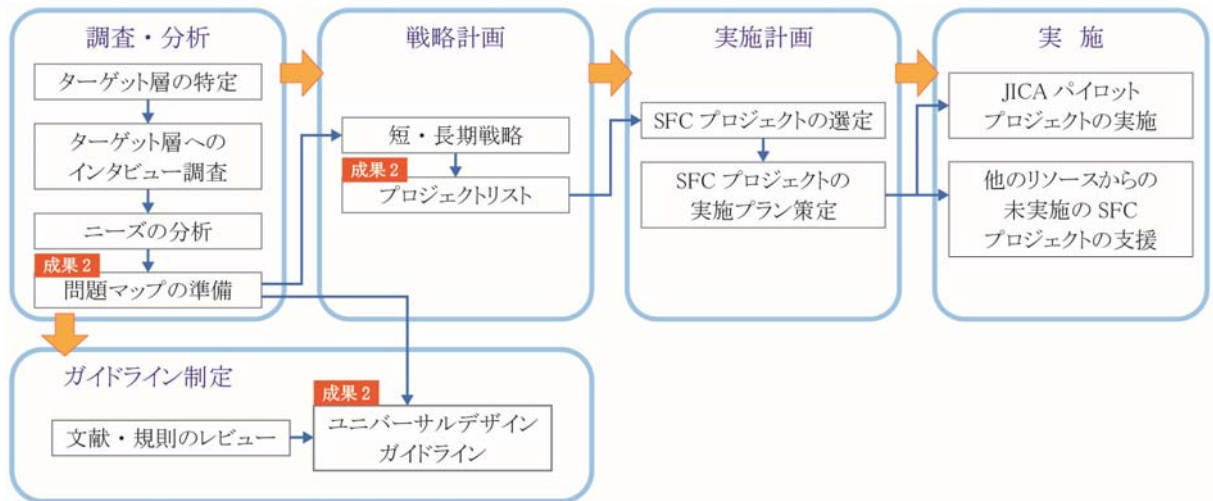 調査・分析
ターゲット層の特定
ターゲット層への
インタビュー調査
ニーズの分析
成果 2
問題マップの準備
戦略計画
短・長期戦略
成果 2
プロジェクトリスト
実施計画
SFC プロジェクトの選定
SFC プロジェクトの
実施プラン策定
実 施
JICA パイロット
プロジェクトの実施
他のリソースからの
未実施の SFC
プロジェクトの支援
ガイドライン制定
文献・規則のレビュー
成果 2
ユニバーサルデザイン
ガイドライン